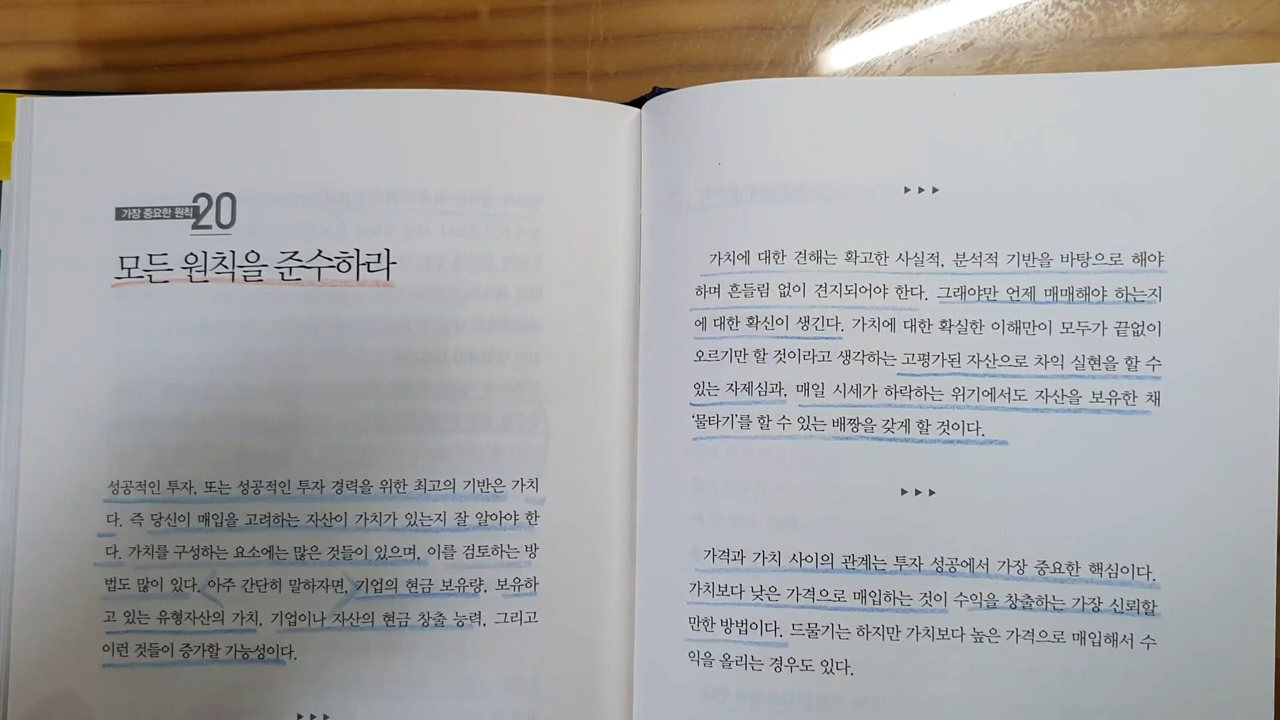 가장 중요한 원칙 20
모든 원칙을 준수하라
성공적인 투자, 또는 성공적인 투자 경력을 위한 최고의 기반은 가치
다. 즉 당신이 매입을 고려하는 자산이 가치가 있는지 잘 알아야 한
다. 가치를 구성하는 요소에는 많은 것들이 있으며, 이를 검토하는 방
법도 많이 있다. 아주 간단히 말하자면, 기업의 현금 보유량, 보유하
고 있는 유형자산의 가치, 기업이나 자산의 현금 창출 능력, 그리고
이런 것들이 증가할 가능성이다.
▶▶▶
▶▶▶
가치에 대한 견해는 확고한 사실적, 분석적 기반을 바탕으로 해야
하며 흔들림 없이 견지되어야 한다. 그래야만 언제 매매해야 하는지
에 대한 확신이 생긴다. 가치에 대한 확실한 이해만이 모두가 끝없이
오르기만 할 것이라고 생각하는 고평가된 자산으로 차익 실현을 할 수
있는 자제심과, 매일 시세가 하락하는 위기에서도 자산을 보유한 채
‘물타기’를 할 수 있는 배짱을 갖게 할 것이다.
▶▶▶
가격과 가치 사이의 관계는 투자 성공에서 가장 중요한 핵심이다.
가치보다 낮은 가격으로 매입하는 것이 수익을 창출하는 가장 신뢰할
만한 방법이다. 드물기는 하지만 가치보다 높은 가격으로 매입해서 수
익을 올리는 경우도 있다.